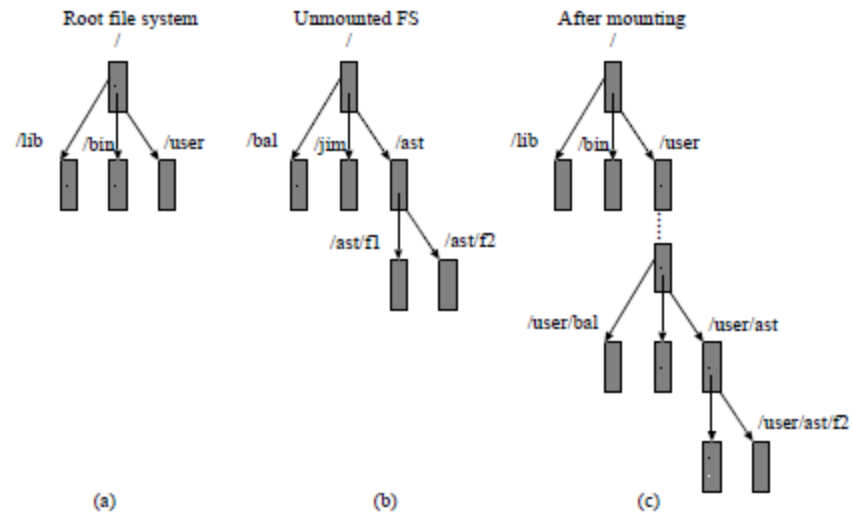 Root file system
/
/lib
/bin
/user
(a)
Unmounted FS
/
/bal
/jim
/ast
/ast/f1
/ast/f2
(b)
After mounting
/
/lib
/bin
/user
/user/bal
/user/ast
/user/ast/f2
(c)